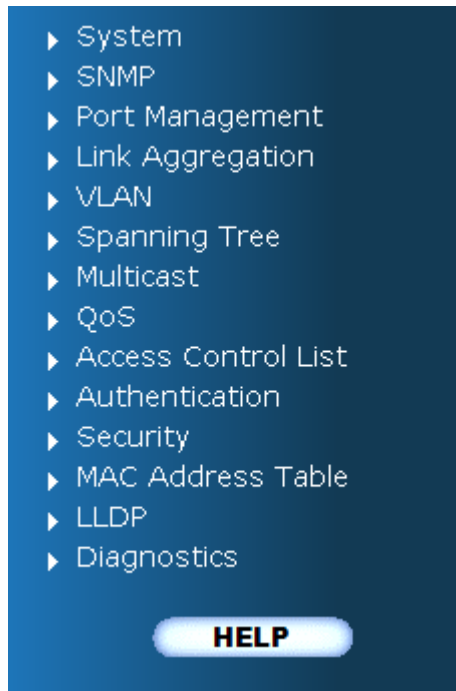 System
SNMP
Port Management
Link Aggregation
VLAN
Spanning Tree
Multicast
QoS
Access Control List
Authentication
Security
MAC Address Table
LLDP
Diagnostics
HELP